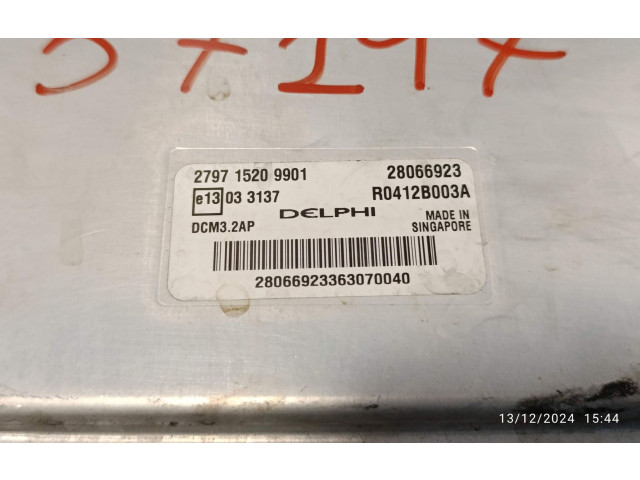 57297
2797 1520 9901 28066923
e13 03 3137 R0412B003A
DELPHI
DCM3.2AP MADE IN
SINGAPORE
28066923363070040
13/12/2024 15:44